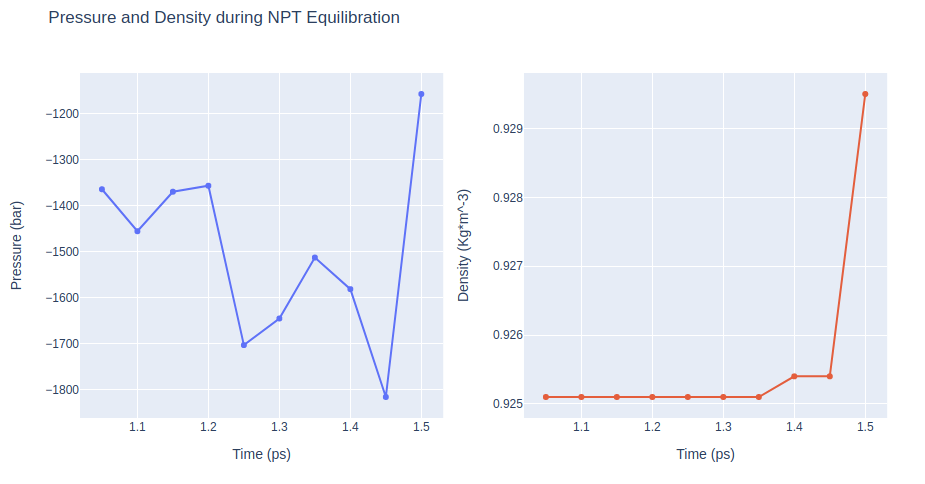 Pressure and Density during NPT Equilibration
Pressure (bar)
−1200
−1300
−1400
−1500
−1600
−1700
−1800
1.1 1.2 1.3 1.4 1.5
Time (ps)
Density (Kg*m^-3)
0.929
0.928
0.927
0.926
0.925
1.1 1.2 1.3 1.4 1.5
Time (ps)